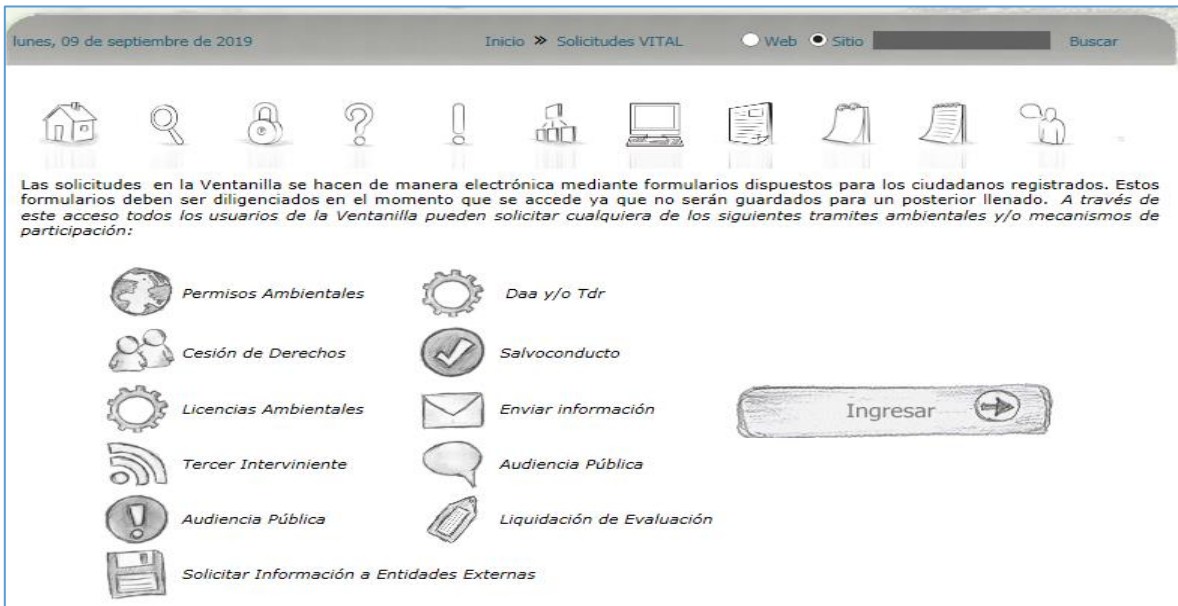 lunes, 09 de septiembre de 2019 Inicio » Solicitudes VITAL Web Sitio Buscar
Las solicitudes en la Ventanilla se hacen de manera electrónica mediante formularios dispuestos para los ciudadanos registrados. Estos
formularios deben ser diligenciados en el momento que se accede ya que no serán guardados para un posterior llenado. A través de
este acceso todos los usuarios de la Ventanilla pueden solicitar cualquiera de los siguientes tramites ambientales y/o mecanismos de
participación:
Permisos Ambientales Daa y/o Tdr
Cesión de Derechos Salvoconducto
Licencias Ambientales Enviar información
Ingresar
Tercer Interviniente Audiencia Pública
Audiencia Pública Liquidación de Evaluación
Solicitar Información a Entidades Externas